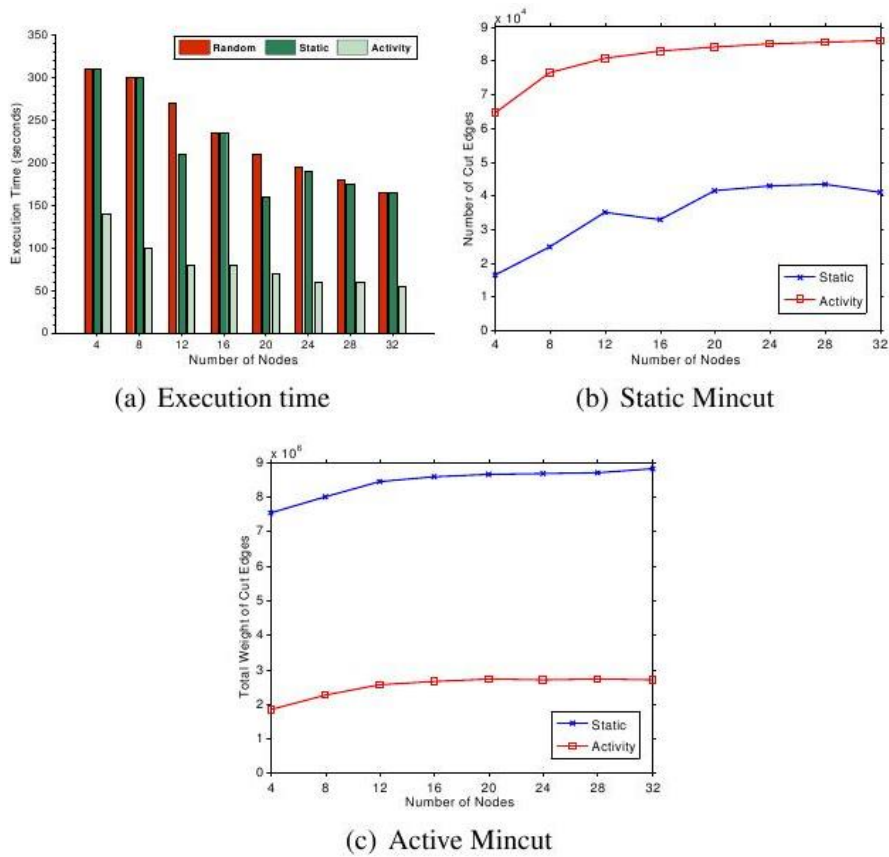 350
300
250
200
150
100
50
0
Execution Time (seconds)
Random Static Activity
4 8 12 16 20 24 28 32
Number of Nodes
(a) Execution time
x 10^4
9
8
7
6
5
4
3
2
1
0
Number of Cut Edges
Static
Activity
4 8 12 16 20 24 28 32
Number of Nodes
(b) Static Mincut
x 10^6
9
8
7
6
5
4
3
2
1
0
Total Weight of Cut Edges
Static
Activity
4 8 12 16 20 24 28 32
Number of Nodes
(c) Active Mincut